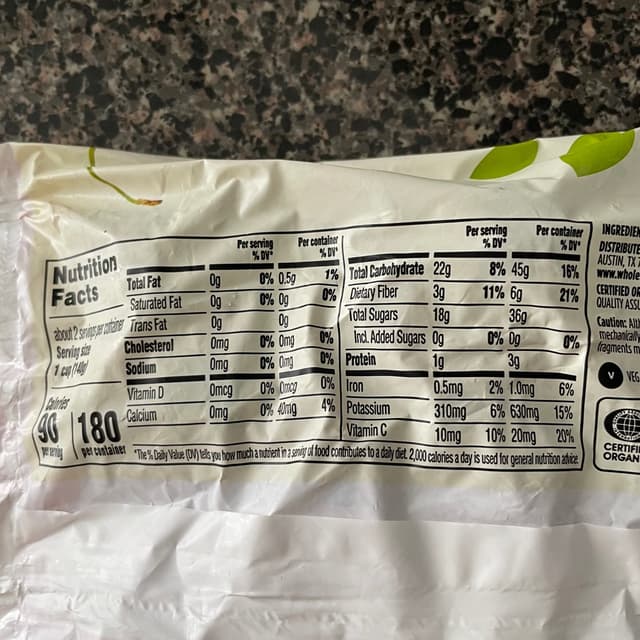 Nutrition
Facts
about 2 servings per container
Serving size
1 cup (140g)
Calories
90 per serving
180 per container
Per serving Per container
% DV* % DV*
Total Fat 0g 0% 0.5g 1%
Saturated Fat 0g 0% 0g 0%
Trans Fat 0g 0g
Cholesterol 0mg 0% 0mg 0%
Sodium 0mg 0% 0mg 0%
Vitamin D 0mcg 0% 0mcg 0%
Calcium 0mg 0% 40mg 4%
Per serving Per container
% DV* % DV*
Total Carbohydrate 22g 8% 45g 16%
Dietary Fiber 3g 11% 6g 21%
Total Sugars 18g 36g
Incl. Added Sugars 0g 0% 0g 0%
Protein 1g 3g
Iron 0.5mg 2% 1.0mg 6%
Potassium 310mg 6% 630mg 15%
Vitamin C 10mg 10% 20mg 20%
*The % Daily Value (DV) tells you how much a nutrient in a serving of food contributes to a daily diet. 2,000 calories a day is used for general nutrition advice.
INGREDIEN
DISTRIBUTE
AUSTIN, TX 7
www.whole
CERTIFIED OR
QUALITY ASSU
Caution:
mechanically
fragments m
V VEG
CERTIFI
ORGAN